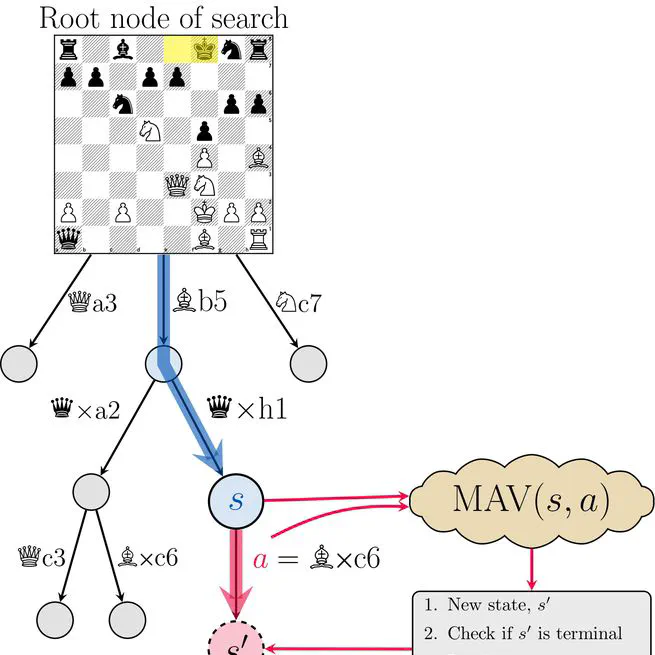 Root node of search
♕a3
♗b5
♘c7
♛×a2
♛×h1
s
MAV(s, a)
♕c3
♗×c6
a = ♗×c6
1. New state, s′
2. Check if s′ is terminal
s′